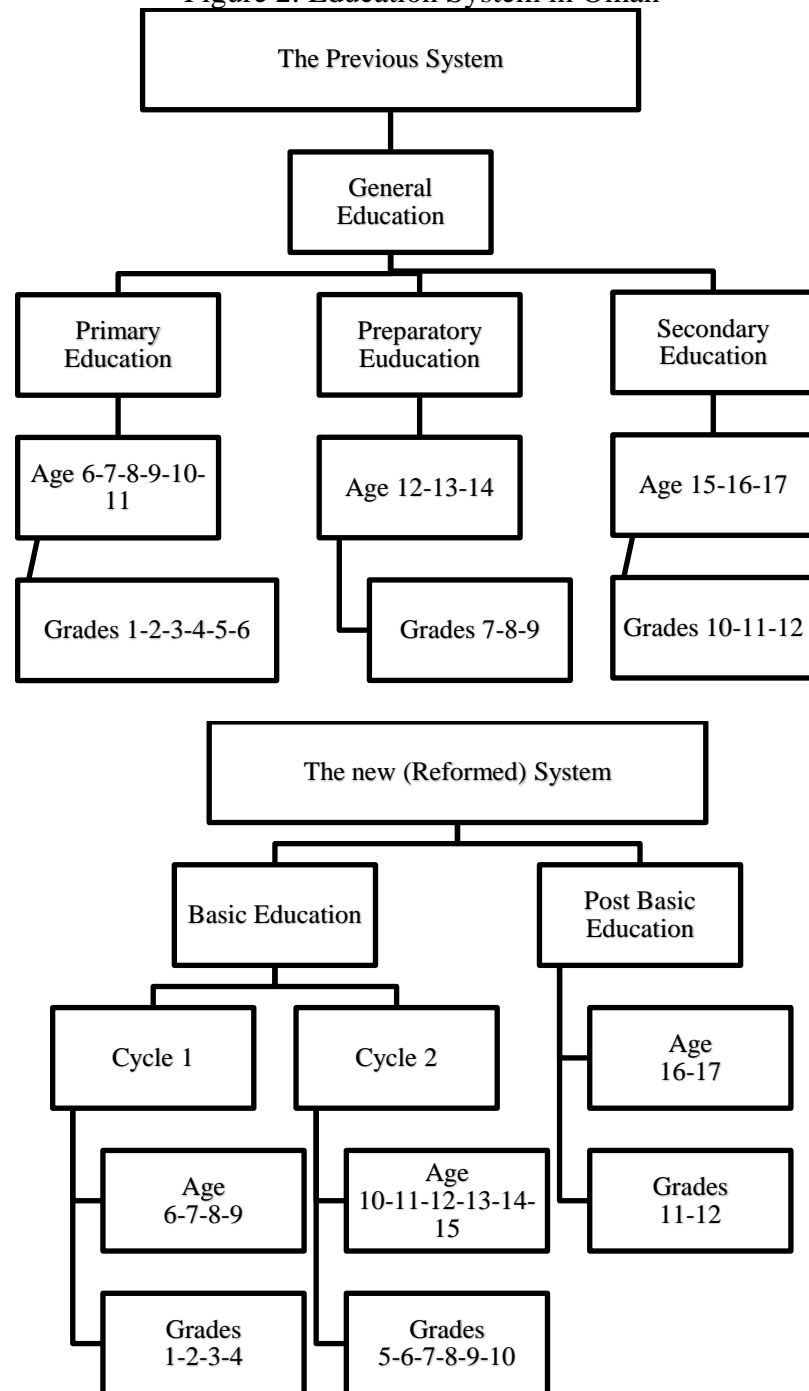 Figure 2: Education System in Oman
The Previous System
General
Education
Primary
Education
Preparatory
Euducation
Secondary
Education
Age 6-7-8-9-10-
11
Age 12-13-14
Age 15-16-17
Grades 1-2-3-4-5-6
Grades 7-8-9
Grades 10-11-12
The new (Reformed) System
Basic Education
Post Basic
Education
Cycle 1
Cycle 2
Age
16-17
Age
6-7-8-9
Age
10-11-12-13-14-
15
Grades
11-12
Grades
1-2-3-4
Grades
5-6-7-8-9-10